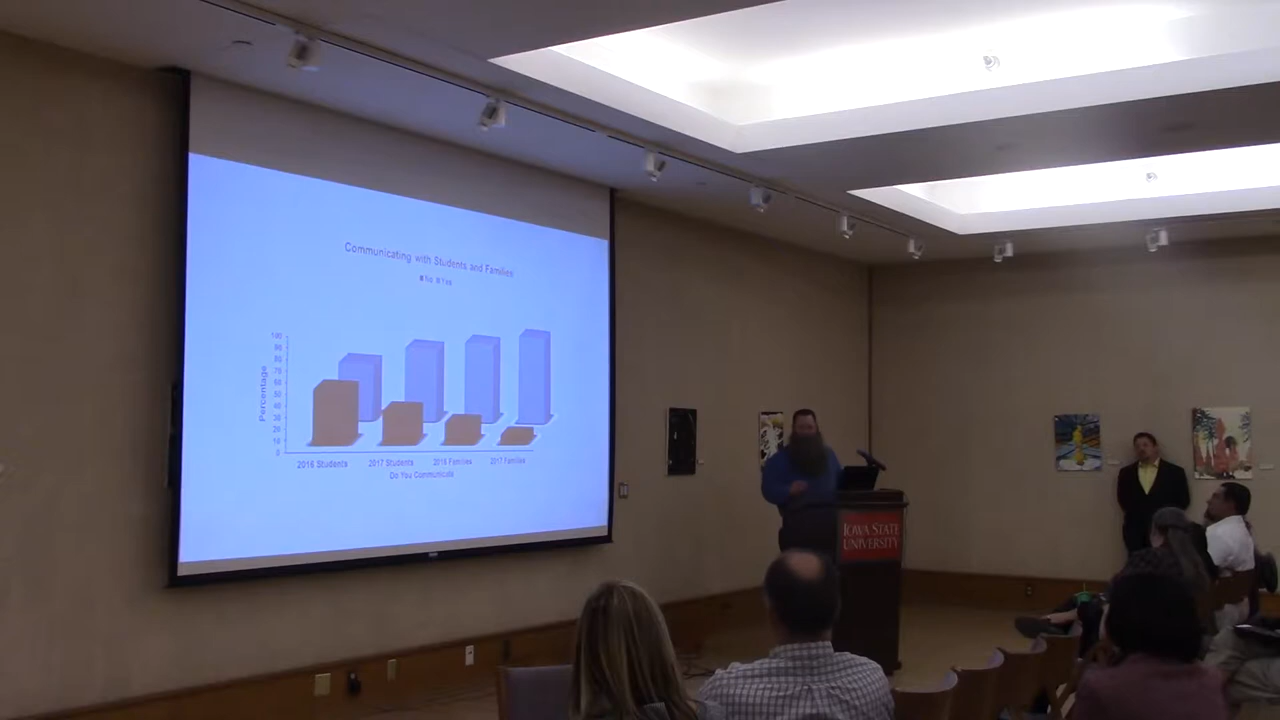 Communicating with Students and Families
No Yes
100
90
80
70
60
50
40
30
20
10
0
Percentage
2016 Students 2017 Students 2016 Families 2017 Families
Do You Communicate
IOWA STATE
UNIVERSITY